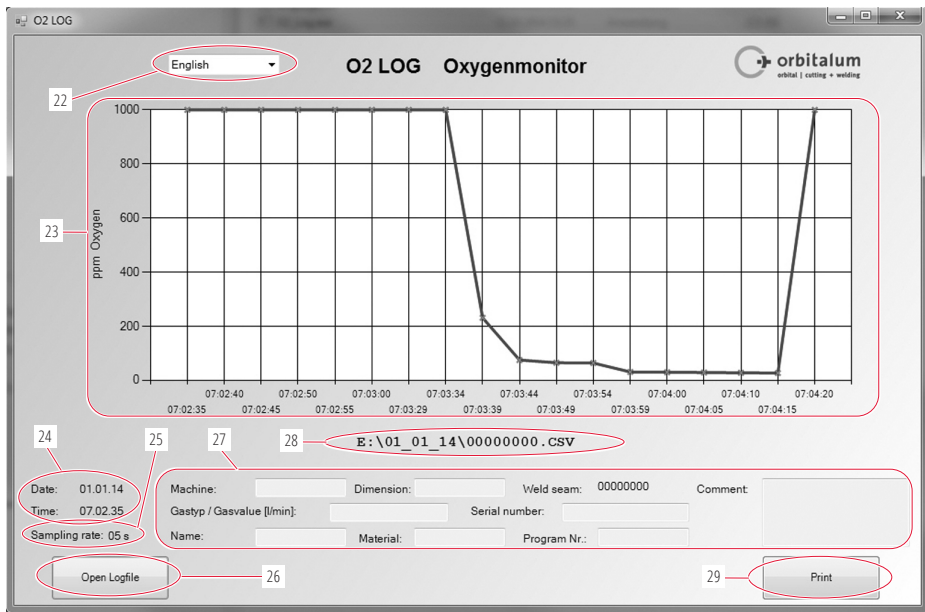 O2 LOG
English
O2 LOG Oxygenmonitor
orbitalum
orbital | cutting + welding
22
23
ppm Oxygen
1000
800
600
400
200
0
07:02:40 07:02:50 07:03:00 07:03:34 07:03:44 07:03:54 07:04:00 07:04:10 07:04:20
07:02:35 07:02:45 07:02:55 07:03:29 07:03:39 07:03:49 07:03:59 07:04:05 07:04:15
24
25
27
28
E:\01_01_14\00000000.CSV
Date: 01.01.14
Time: 07.02.35
Sampling rate: 05 s
Machine: Dimension: Weld seam: 00000000 Comment:
Gastyp / Gasvalue [l/min]: Serial number:
Name: Material: Program Nr.:
Open Logfile
26
29
Print